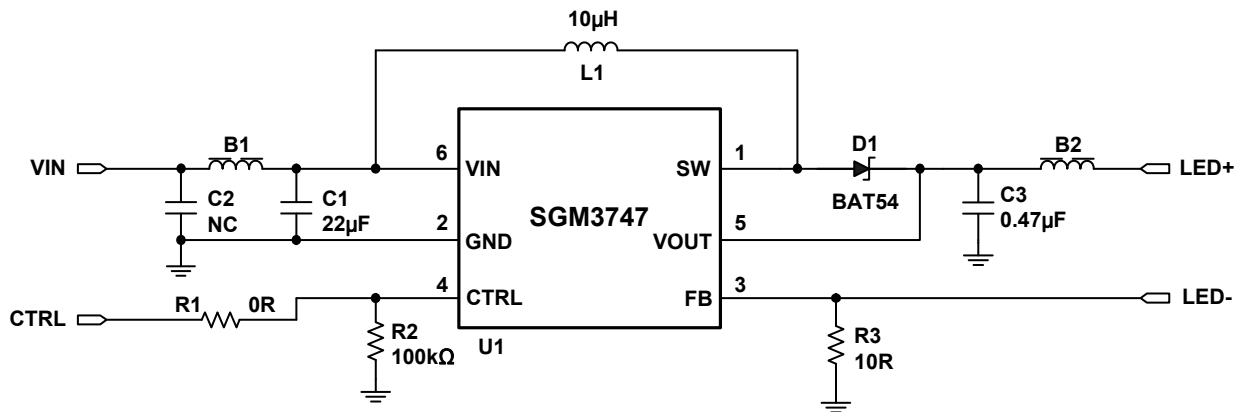 10µH
L1
B1
D1
B2
VIN
6
VIN
SW
1
LED+
C2
NC
C1
22µF
SGM3747
BAT54
C3
0.47µF
2
GND
VOUT
5
4
CTRL
FB
3
LED-
CTRL
R1
0R
R2
100kΩ
U1
R3
10R